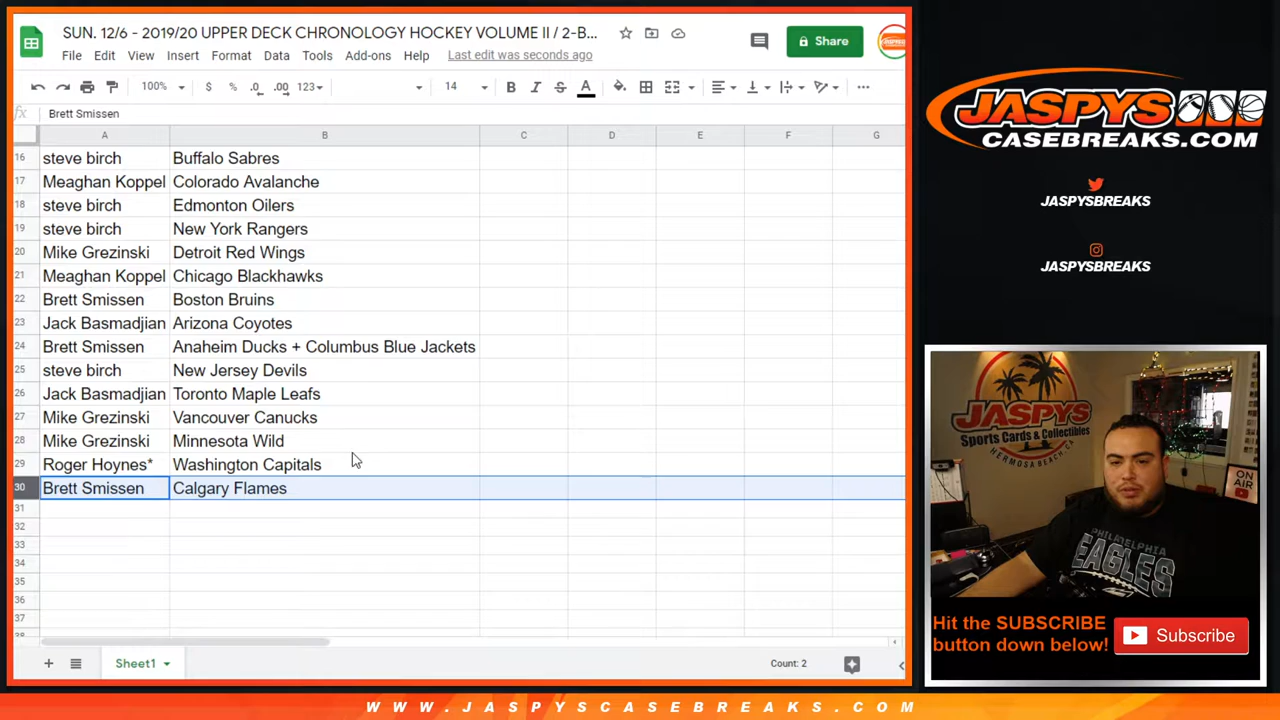 SUN. 12/6 - 2019/20 UPPER DECK CHRONOLOGY HOCKEY VOLUME II / 2-B...
Share
File Edit View Insert Format Data Tools Add-ons Help Last edit was seconds ago
100% $ % .0 .00 123 14 B I S A
fx Brett Smissen
A B C D E F G
16 steve birch Buffalo Sabres
17 Meaghan Koppel Colorado Avalanche
18 steve birch Edmonton Oilers
19 steve birch New York Rangers
20 Mike Grezinski Detroit Red Wings
21 Meaghan Koppel Chicago Blackhawks
22 Brett Smissen Boston Bruins
23 Jack Basmadjian Arizona Coyotes
24 Brett Smissen Anaheim Ducks + Columbus Blue Jackets
25 steve birch New Jersey Devils
26 Jack Basmadjian Toronto Maple Leafs
27 Mike Grezinski Vancouver Canucks
28 Mike Grezinski Minnesota Wild
29 Roger Hoynes* Washington Capitals
30 Brett Smissen Calgary Flames
31
32
33
34
35
36
37
38
Sheet1
Count: 2
JASPYS
CASEBREAKS.COM
JASPYSBREAKS
JASPYSBREAKS
JASPYS
Sports Cards & Collectibles
HERMOSA BEACH, CA
ON AIR
PHILADELPHIA
EAGLES
Hit the SUBSCRIBE
button down below!
Subscribe
WWW.JASPYSCASEBREAKS.COM